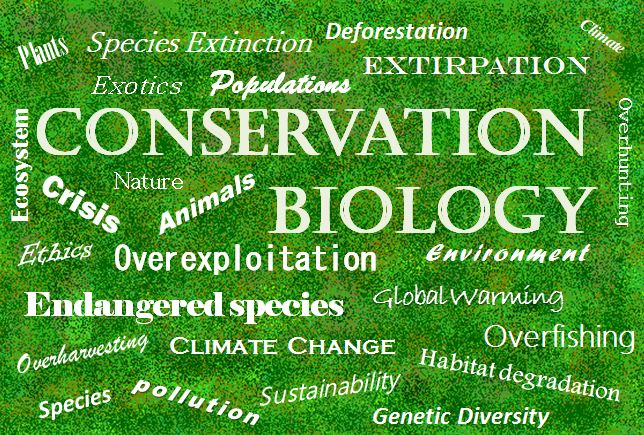 Plants
Species Extinction
Deforestation
Climae
Exotics
Populations
EXTIRPATION
Ecosystem
CONSERVATION
Overhunting
Crisis
Nature
Animals
BIOLOGY
Ethics
Overexploitation
Environment
Endangered species
Global Warming
Overharvesting
CLIMATE CHANGE
Overfishing
Habitat degradation
Species
pollution
Sustainability
Genetic Diversity